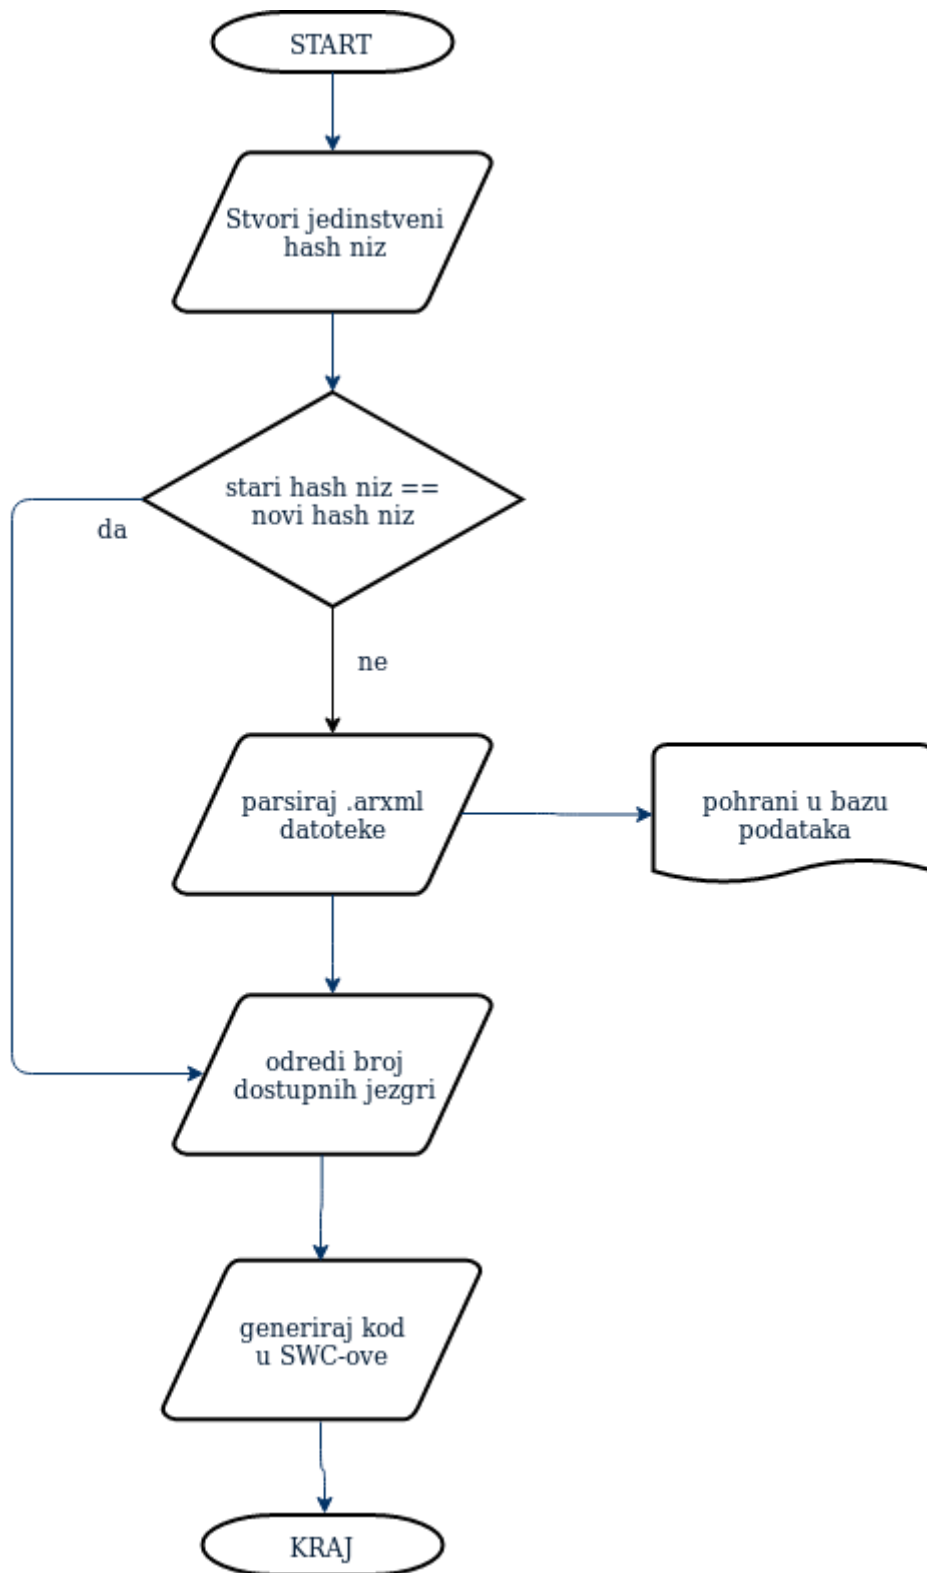 START
Stvori jedinstveni
hash niz
stari hash niz ==
novi hash niz
da
ne
parsiraj .arxml
datoteke
pohrani u bazu
podataka
odredi broj
dostupnih jezgri
generiraj kod
u SWC-ove
KRAJ